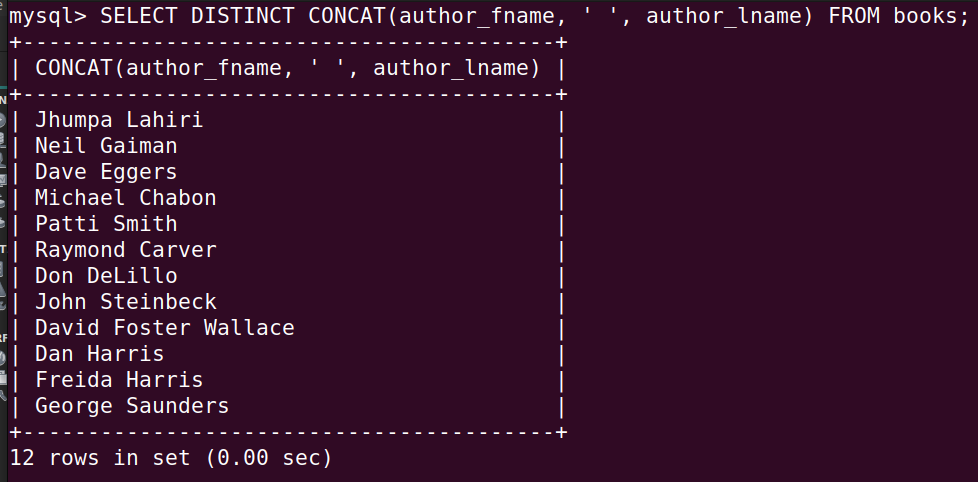 mysql> SELECT DISTINCT CONCAT(author_fname, ' ', author_lname) FROM books;
+-----------------------------------------+
| CONCAT(author_fname, ' ', author_lname) |
+-----------------------------------------+
| Jhumpa Lahiri                           |
| Neil Gaiman                             |
| Dave Eggers                             |
| Michael Chabon                          |
| Patti Smith                             |
| Raymond Carver                          |
| Don DeLillo                             |
| John Steinbeck                          |
| David Foster Wallace                    |
| Dan Harris                              |
| Freida Harris                           |
| George Saunders                         |
+-----------------------------------------+
12 rows in set (0.00 sec)